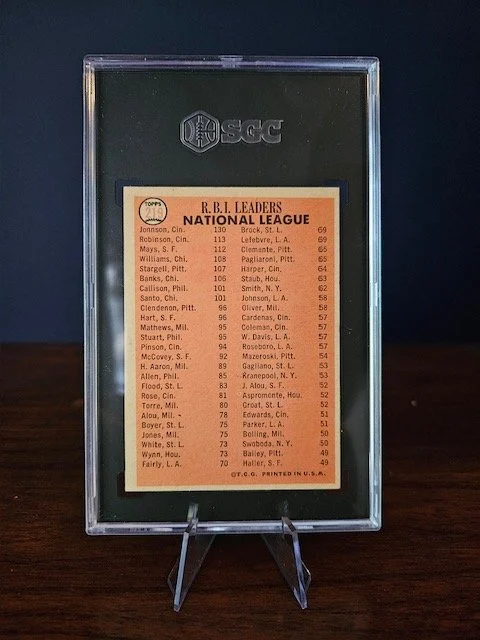 SGC
TOPPS
219
R.B.I. LEADERS
NATIONAL LEAGUE
Johnson, Cin. 130 Brock, St. L. 69
Robinson, Cin. 113 Lefebvre, L. A. 69
Mays, S. F. 112 Clemente, Pitt. 65
Williams, Chi. 108 Pagliaroni, Pitt. 65
Stargell, Pitt. 107 Harper, Cin. 64
Banks, Chi. 106 Staub, Hou. 63
Callison, Phil. 101 Smith, N.Y. 62
Santo, Chi. 101 Johnson, L. A. 58
Clendenon, Pitt. 96 Oliver, Mil. 58
Hart, S. F. 96 Cardenas, Cin. 57
Mathews, Mil. 95 Coleman, Cin. 57
Stuart, Phil. 95 W. Davis, L. A. 57
Pinson, Cin. 94 Roseboro, L. A. 57
McCovey, S. F. 92 Mazeroski, Pitt. 54
H. Aaron, Mil. 89 Gagliano, St. L. 53
Allen, Phil. 85 Kranepool, N. Y. 53
Flood, St. L. 83 J. Alou, S. F. 52
Rose, Cin. 81 Aspromonte, Hou. 52
Torre, Mil. 80 Groat, St. L. 52
Alou, Mil. 78 Edwards, Cin. 51
Boyer, St. L. 75 Parker, L. A. 51
Jones, Mil. 75 Bolling, Mil. 50
White, St. L. 73 Swoboda, N. Y. 50
Wynn, Hou. 73 Bailey, Pitt. 49
Fairly, L. A. 70 Haller, S. F. 49
©T.C.G. PRINTED IN U.S.A.